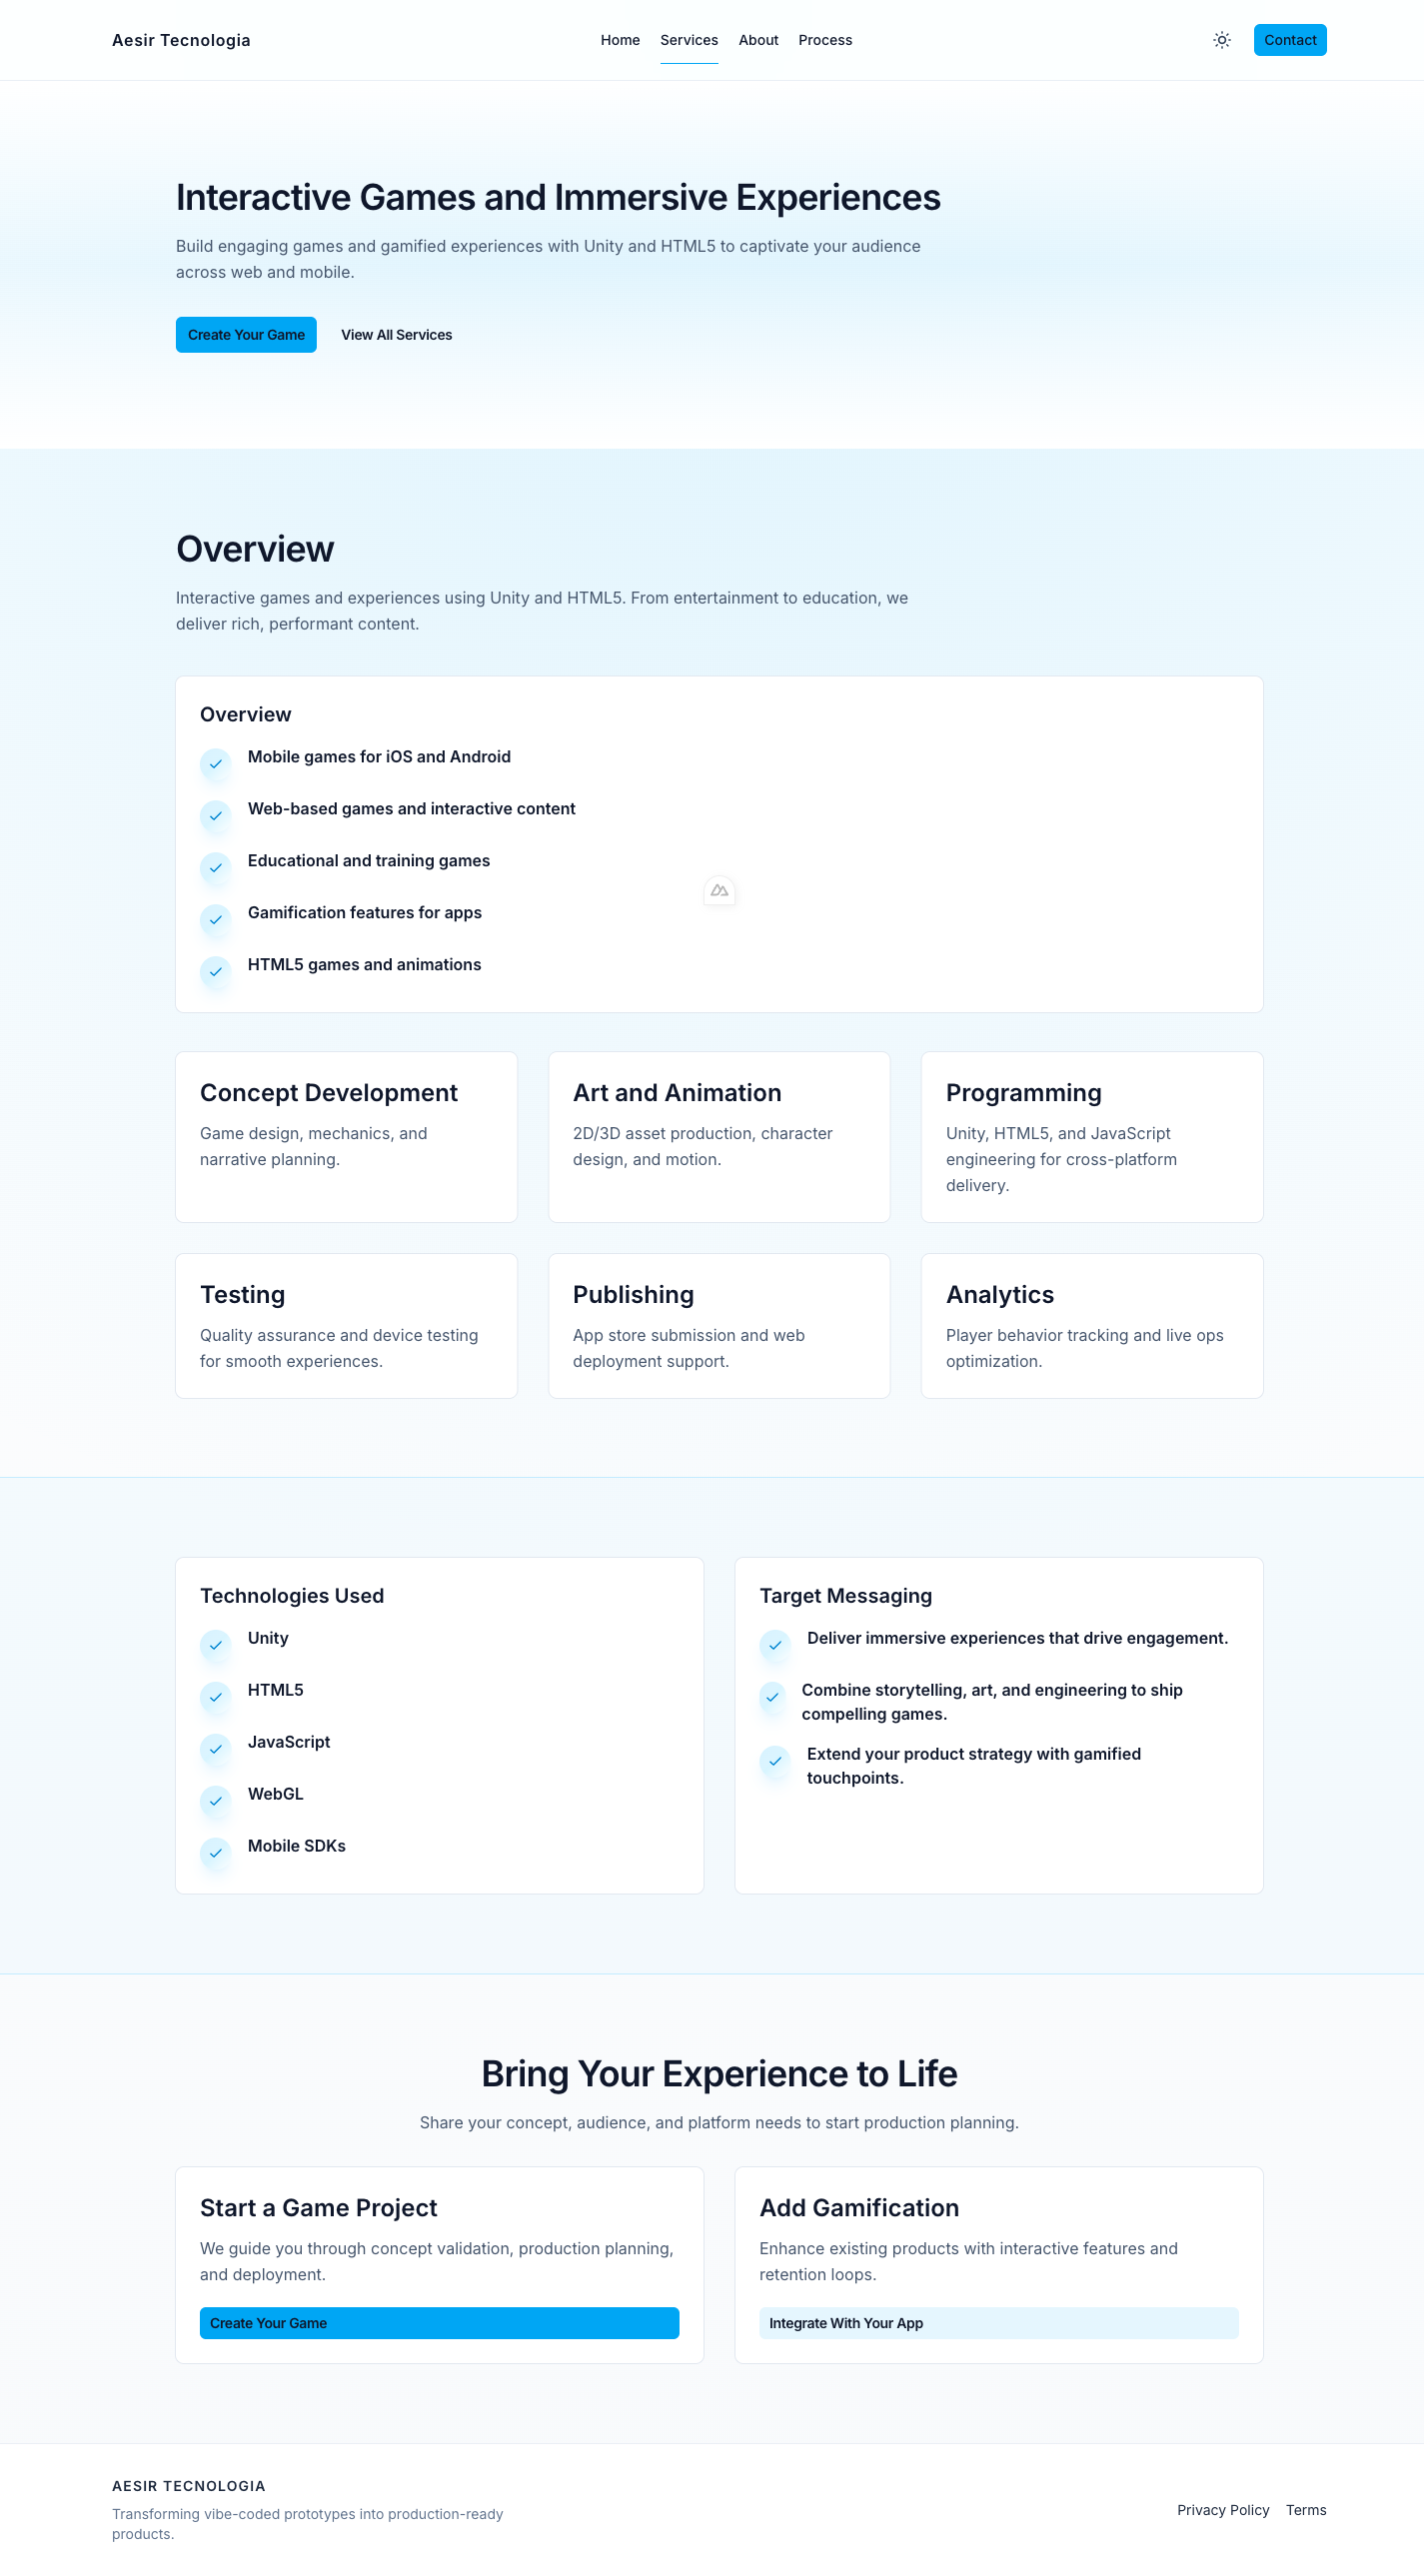 Aesir Tecnologia
Home Services About Process
Contact
Interactive Games and Immersive Experiences
Build engaging games and gamified experiences with Unity and HTML5 to captivate your audience
across web and mobile.
Create Your Game View All Services
Overview
Interactive games and experiences using Unity and HTML5. From entertainment to education, we
deliver rich, performant content.
Overview
Mobile games for iOS and Android
Web-based games and interactive content
Educational and training games
Gamification features for apps
HTML5 games and animations
Concept Development
Game design, mechanics, and
narrative planning.
Art and Animation
2D/3D asset production, character
design, and motion.
Programming
Unity, HTML5, and JavaScript
engineering for cross-platform
delivery.
Testing
Quality assurance and device testing
for smooth experiences.
Publishing
App store submission and web
deployment support.
Analytics
Player behavior tracking and live ops
optimization.
Technologies Used
Unity
HTML5
JavaScript
WebGL
Mobile SDKs
Target Messaging
Deliver immersive experiences that drive engagement.
Combine storytelling, art, and engineering to ship
compelling games.
Extend your product strategy with gamified
touchpoints.
Bring Your Experience to Life
Share your concept, audience, and platform needs to start production planning.
Start a Game Project
We guide you through concept validation, production planning,
and deployment.
Create Your Game
Add Gamification
Enhance existing products with interactive features and
retention loops.
Integrate With Your App
AESIR TECNOLOGIA
Transforming vibe-coded prototypes into production-ready
products.
Privacy Policy Terms